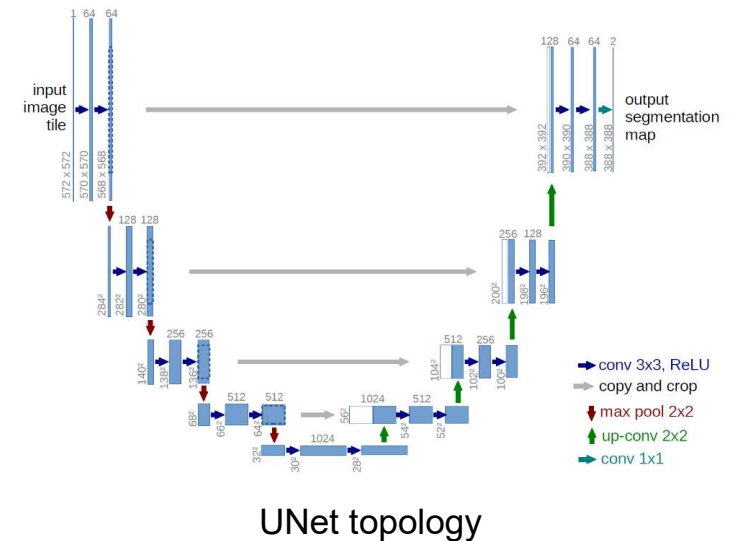 1 64 64
128 64 64 2
input
image
tile
output
segmentation
map
572 x 572
570 x 570
568 x 568
392 x 392
390 x 390
388 x 388
388 x 388
128 128
256 128
284²
282²
280²
200²
198²
196²
256 256
512 256
140²
138²
136²
104²
102²
100²
512 512
1024 512
68²
66²
64²
56²
54²
52²
1024
32²
30²
28²
conv 3x3, ReLU
copy and crop
max pool 2x2
up-conv 2x2
conv 1x1
UNet topology